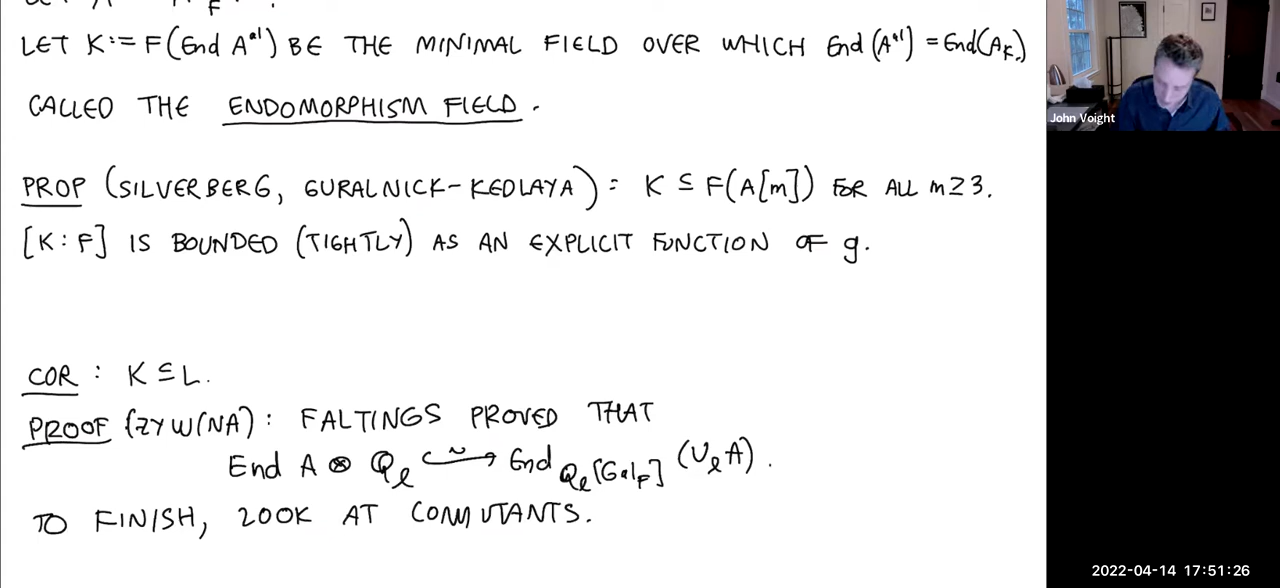 LET K := F(End A^al) BE THE MINIMAL FIELD OVER WHICH End(A^al) = End(A_K)
CALLED THE ENDOMORPHISM FIELD.
PROP (SILVERBERG, GURALNICK-KEDLAYA): K ⊆ F(A[m]) FOR ALL m≥3.
[K:F] IS BOUNDED (TIGHTLY) AS AN EXPLICIT FUNCTION OF g.
COR: K ⊆ L.
PROOF (ZYWINA): FALTINGS PROVED THAT
End A ⊗ Q_ℓ ~→ End_{Q_ℓ[Gal_F]} (V_ℓ A).
TO FINISH, LOOK AT COMMUTANTS.
John Voight
2022-04-14 17:51:26